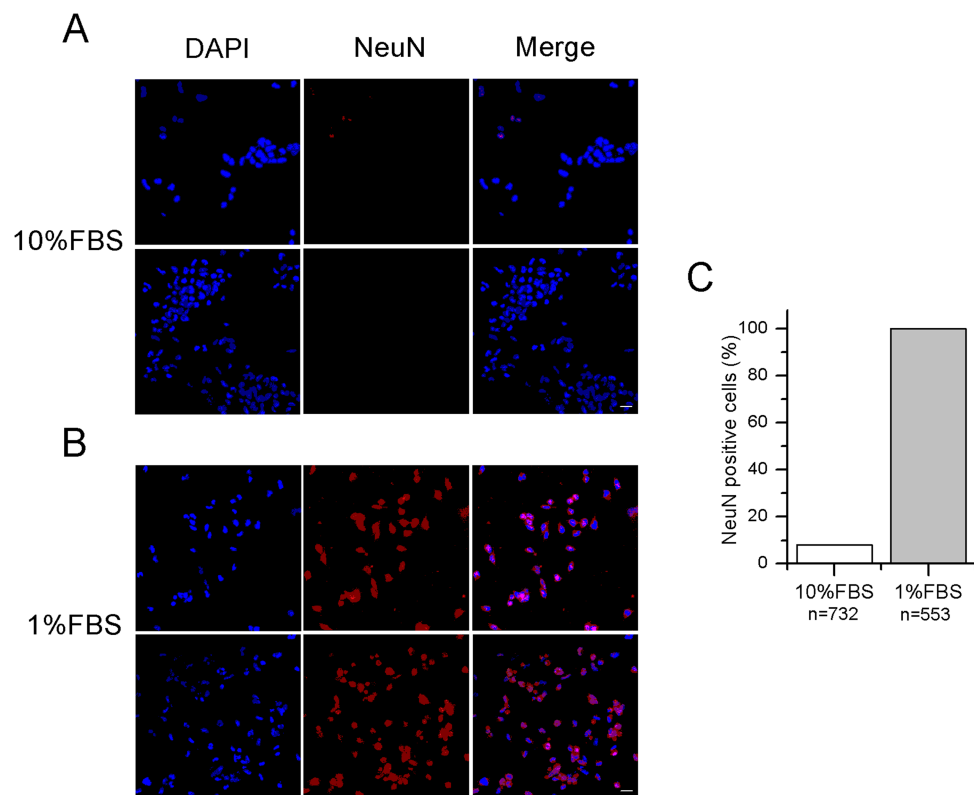 A
DAPI NeuN Merge
10%FBS
B
1%FBS
C
NeuN positive cells (%)
100
80
60
40
20
0
10%FBS 1%FBS
n=732 n=553